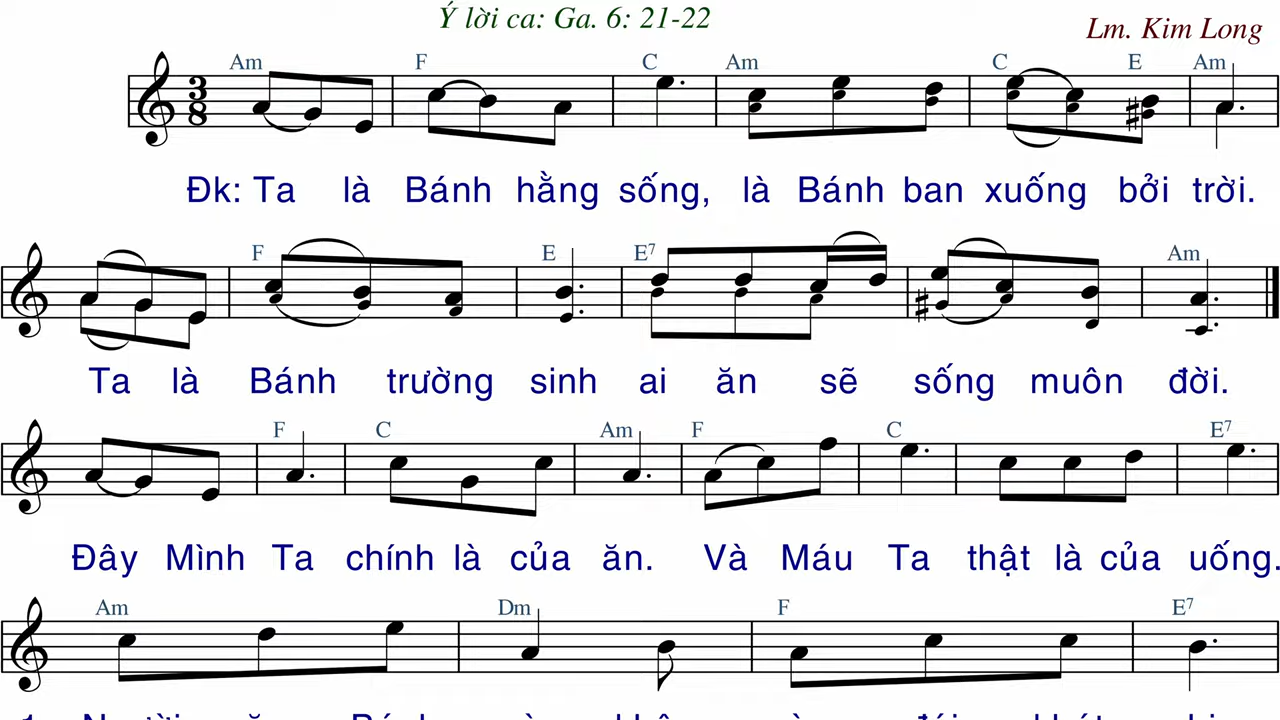 Ý lời ca: Ga. 6: 21-22
Lm. Kim Long
Am F C Am C E Am
3
8
Đk: Ta là Bánh hằng sống, là Bánh ban xuống bởi trời.
F E E7 Am
Ta là Bánh trường sinh ai ăn sẽ sống muôn đời.
F C Am F C E7
Đây Mình Ta chính là của ăn. Và Máu Ta thật là của uống.
Am Dm F E7